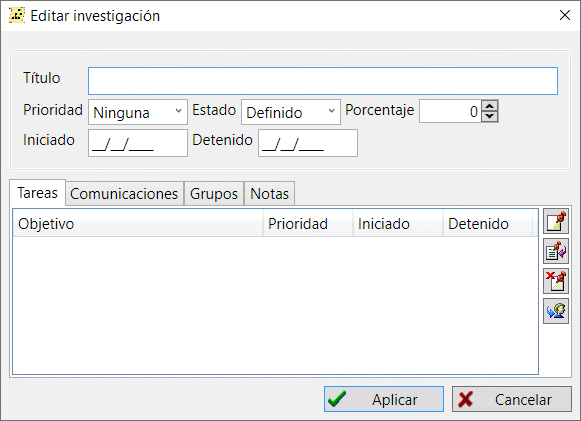 Editar investigación
Título
Prioridad Ninguna Estado Definido Porcentaje 0
Iniciado __/__/____ Detenido __/__/____
Tareas Comunicaciones Grupos Notas
Objetivo Prioridad Iniciado Detenido
Aplicar Cancelar